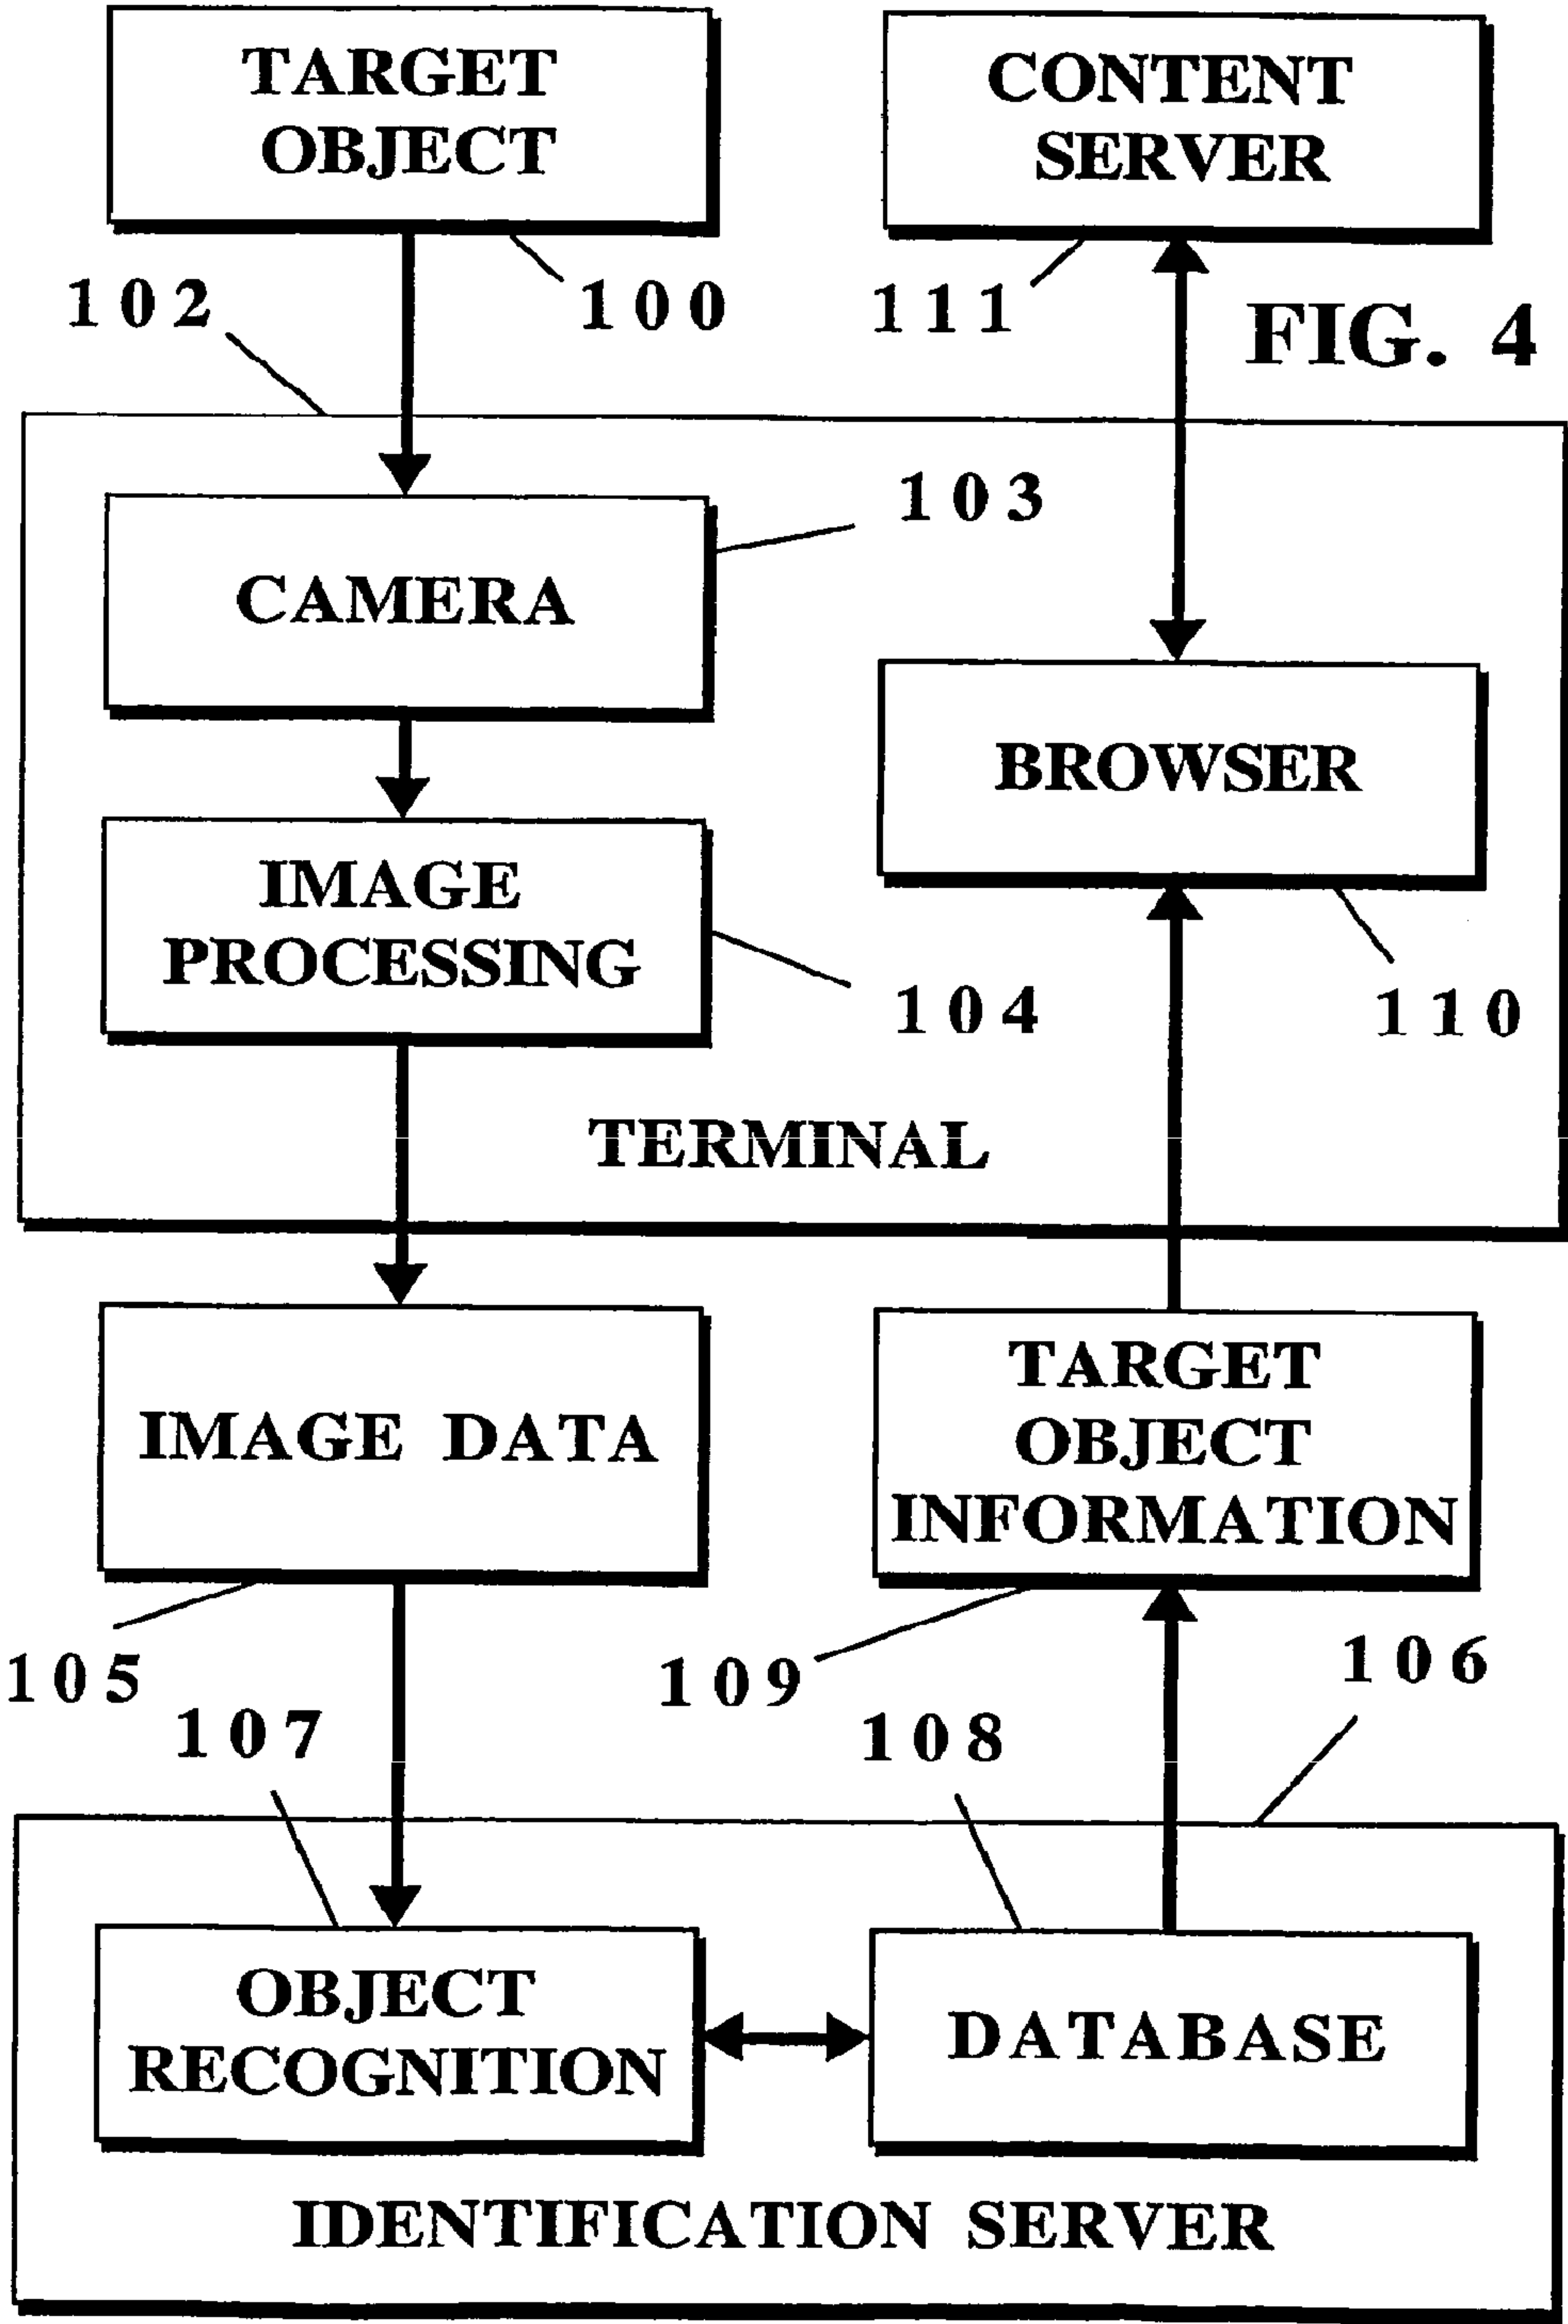 TARGET
OBJECT
CONTENT
SERVER
102
100
111
FIG. 4
CAMERA
103
BROWSER
IMAGE
PROCESSING
104
110
TERMINAL
IMAGE DATA
TARGET
OBJECT
INFORMATION
105
109
106
107
108
OBJECT
RECOGNITION
DATABASE
IDENTIFICATION SERVER